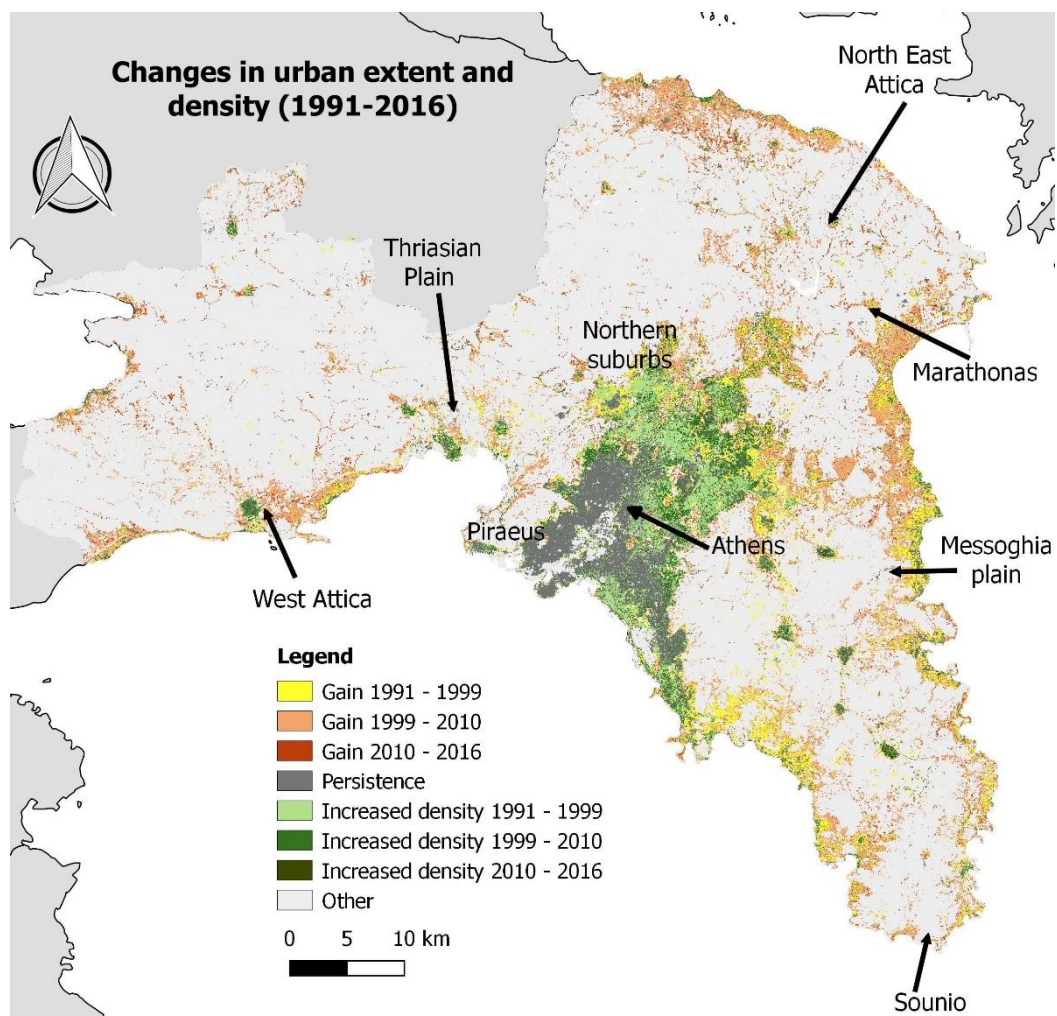 Changes in urban extent and
density (1991-2016)
North East
Attica
Thriasian
Plain
Northern
suburbs
Marathonas
Piraeus
Athens
Messoghia
plain
West Attica
Legend
Gain 1991 - 1999
Gain 1999 - 2010
Gain 2010 - 2016
Persistence
Increased density 1991 - 1999
Increased density 1999 - 2010
Increased density 2010 - 2016
Other
0 5 10 km
Sounio